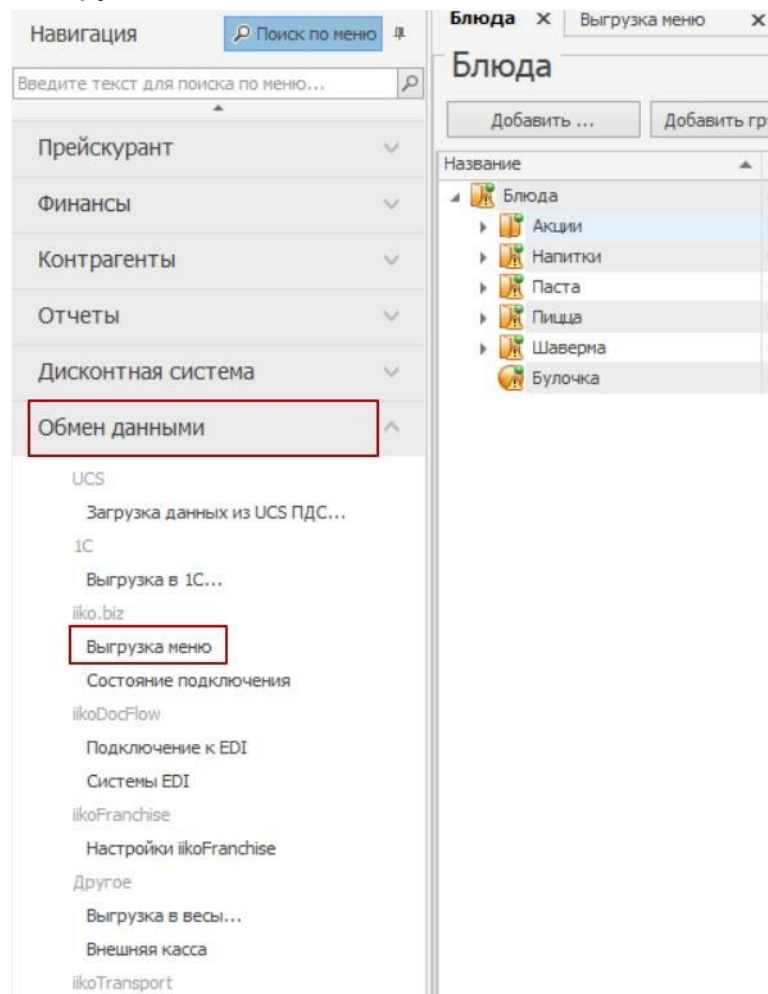 Навигация
Поиск по меню
Введите текст для поиска по меню...
Прейскурант
Финансы
Контрагенты
Отчеты
Дисконтная система
Обмен данными
UCS
Загрузка данных из UCS ПДС...
1C
Выгрузка в 1С...
iiko.biz
Выгрузка меню
Состояние подключения
iikoDocFlow
Подключение к EDI
Системы EDI
iikoFranchise
Настройки iikoFranchise
Другое
Выгрузка в весы...
Внешняя касса
iikoTransport
Блюда X Выгрузка меню X
Блюда
Добавить ... Добавить гр
Название
Блюда
Акции
Напитки
Паста
Пицца
Шаверма
Булочка